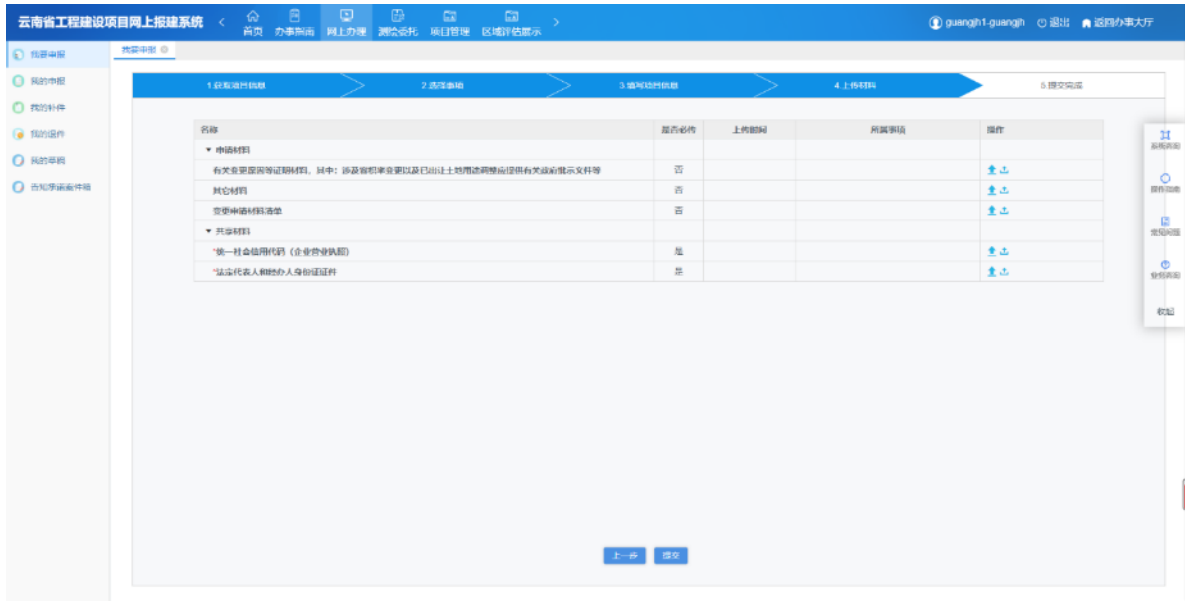 云南省工程建设项目网上报建系统
首页 办事指南 网上办理 测绘委托 项目管理 区域评估展示
guangjh1-guangjh 退出 返回办事大厅
我要申报
我的申报
我的补件
我的退件
我的草稿
告知承诺案件箱
我要申报
1.获取项目信息 2.选择事项 3.填写项目信息 4.上传材料 5.提交完成
名称 是否必传 上传时间 所属事项 操作
申请材料
有关变更原因等证明材料,其中:涉及容积率变更以及已出让土地用途调整应提供有关政府批示文件等 否
其它材料 否
变更申请材料清单 否
共享材料
*统一社会信用代码(企业营业执照) 是
*法定代表人和经办人身份证证件 是
系统咨询
操作指南
常见问题
业务咨询
收起
上一步 提交